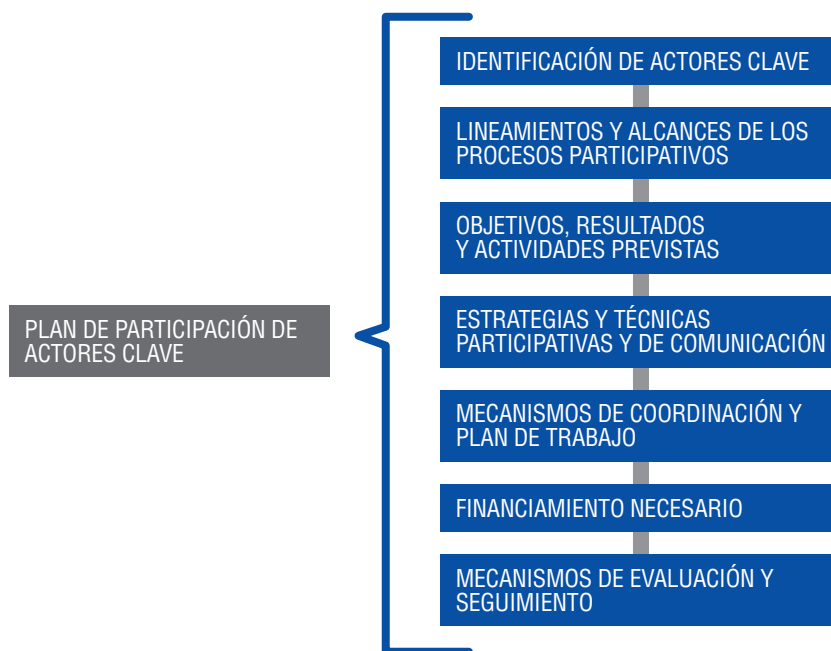 IDENTIFICACIÓN DE ACTORES CLAVE
LINEAMIENTOS Y ALCANCES DE LOS
PROCESOS PARTICIPATIVOS
OBJETIVOS, RESULTADOS
Y ACTIVIDADES PREVISTAS
PLAN DE PARTICIPACIÓN DE
ACTORES CLAVE
ESTRATEGIAS Y TÉCNICAS
PARTICIPATIVAS Y DE COMUNICACIÓN
MECANISMOS DE COORDINACIÓN Y
PLAN DE TRABAJO
FINANCIAMIENTO NECESARIO
MECANISMOS DE EVALUACIÓN Y
SEGUIMIENTO